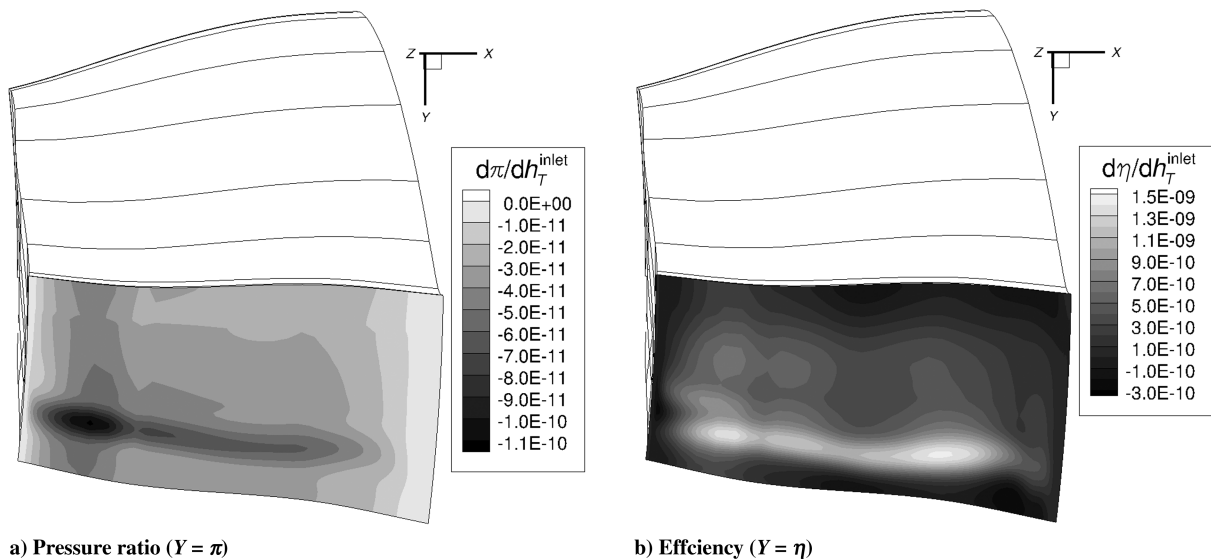 Z X
Y
dπ/dh_T^inlet
0.0E+00
-1.0E-11
-2.0E-11
-3.0E-11
-4.0E-11
-5.0E-11
-6.0E-11
-7.0E-11
-8.0E-11
-9.0E-11
-1.0E-10
-1.1E-10
a) Pressure ratio (Y = π)
Z X
Y
dη/dh_T^inlet
1.5E-09
1.3E-09
1.1E-09
9.0E-10
7.0E-10
5.0E-10
3.0E-10
1.0E-10
-1.0E-10
-3.0E-10
b) Effciency (Y = η)